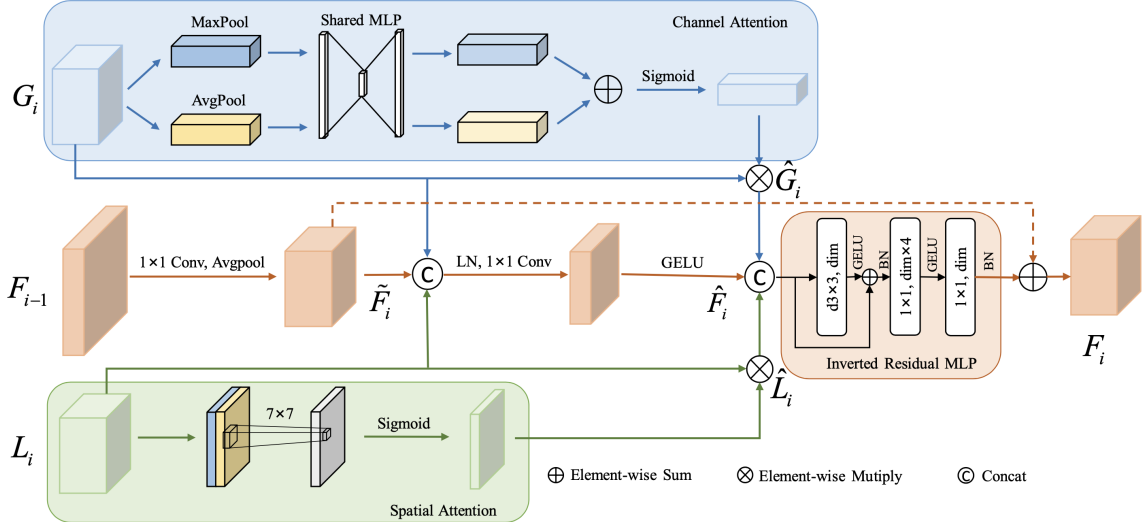 MaxPool
Shared MLP
Channel Attention
G_i
AvgPool
Sigmoid
Ĝ_i
F_{i-1}
1×1 Conv, Avgpool
F̃_i
C
LN, 1×1 Conv
GELU
F̂_i
C
d3×3, dim
GELU
BN
1×1, dim×4
GELU
1×1, dim
BN
Inverted Residual MLP
F_i
L̂_i
L_i
7×7
Sigmoid
Spatial Attention
Element-wise Sum
Element-wise Mutiply
C Concat